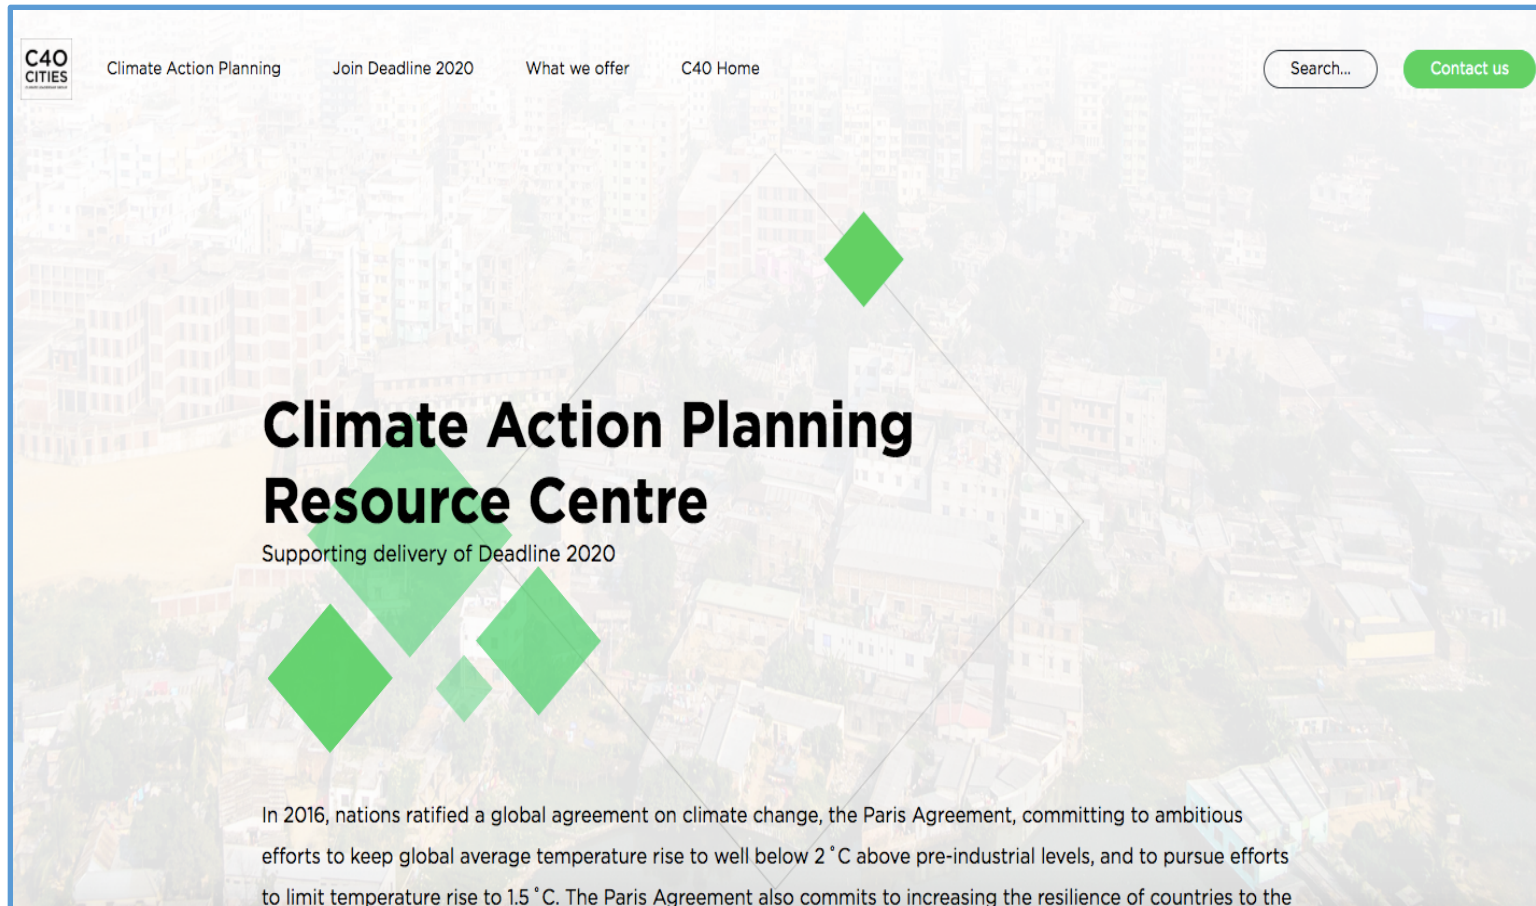 C40
CITIES
Climate Action Planning
Join Deadline 2020
What we offer
C40 Home
Search...
Contact us
Climate Action Planning
Resource Centre
Supporting delivery of Deadline 2020
In 2016, nations ratified a global agreement on climate change, the Paris Agreement, committing to ambitious
efforts to keep global average temperature rise to well below 2˚C above pre-industrial levels, and to pursue efforts
to limit temperature rise to 1.5˚C. The Paris Agreement also commits to increasing the resilience of countries to the